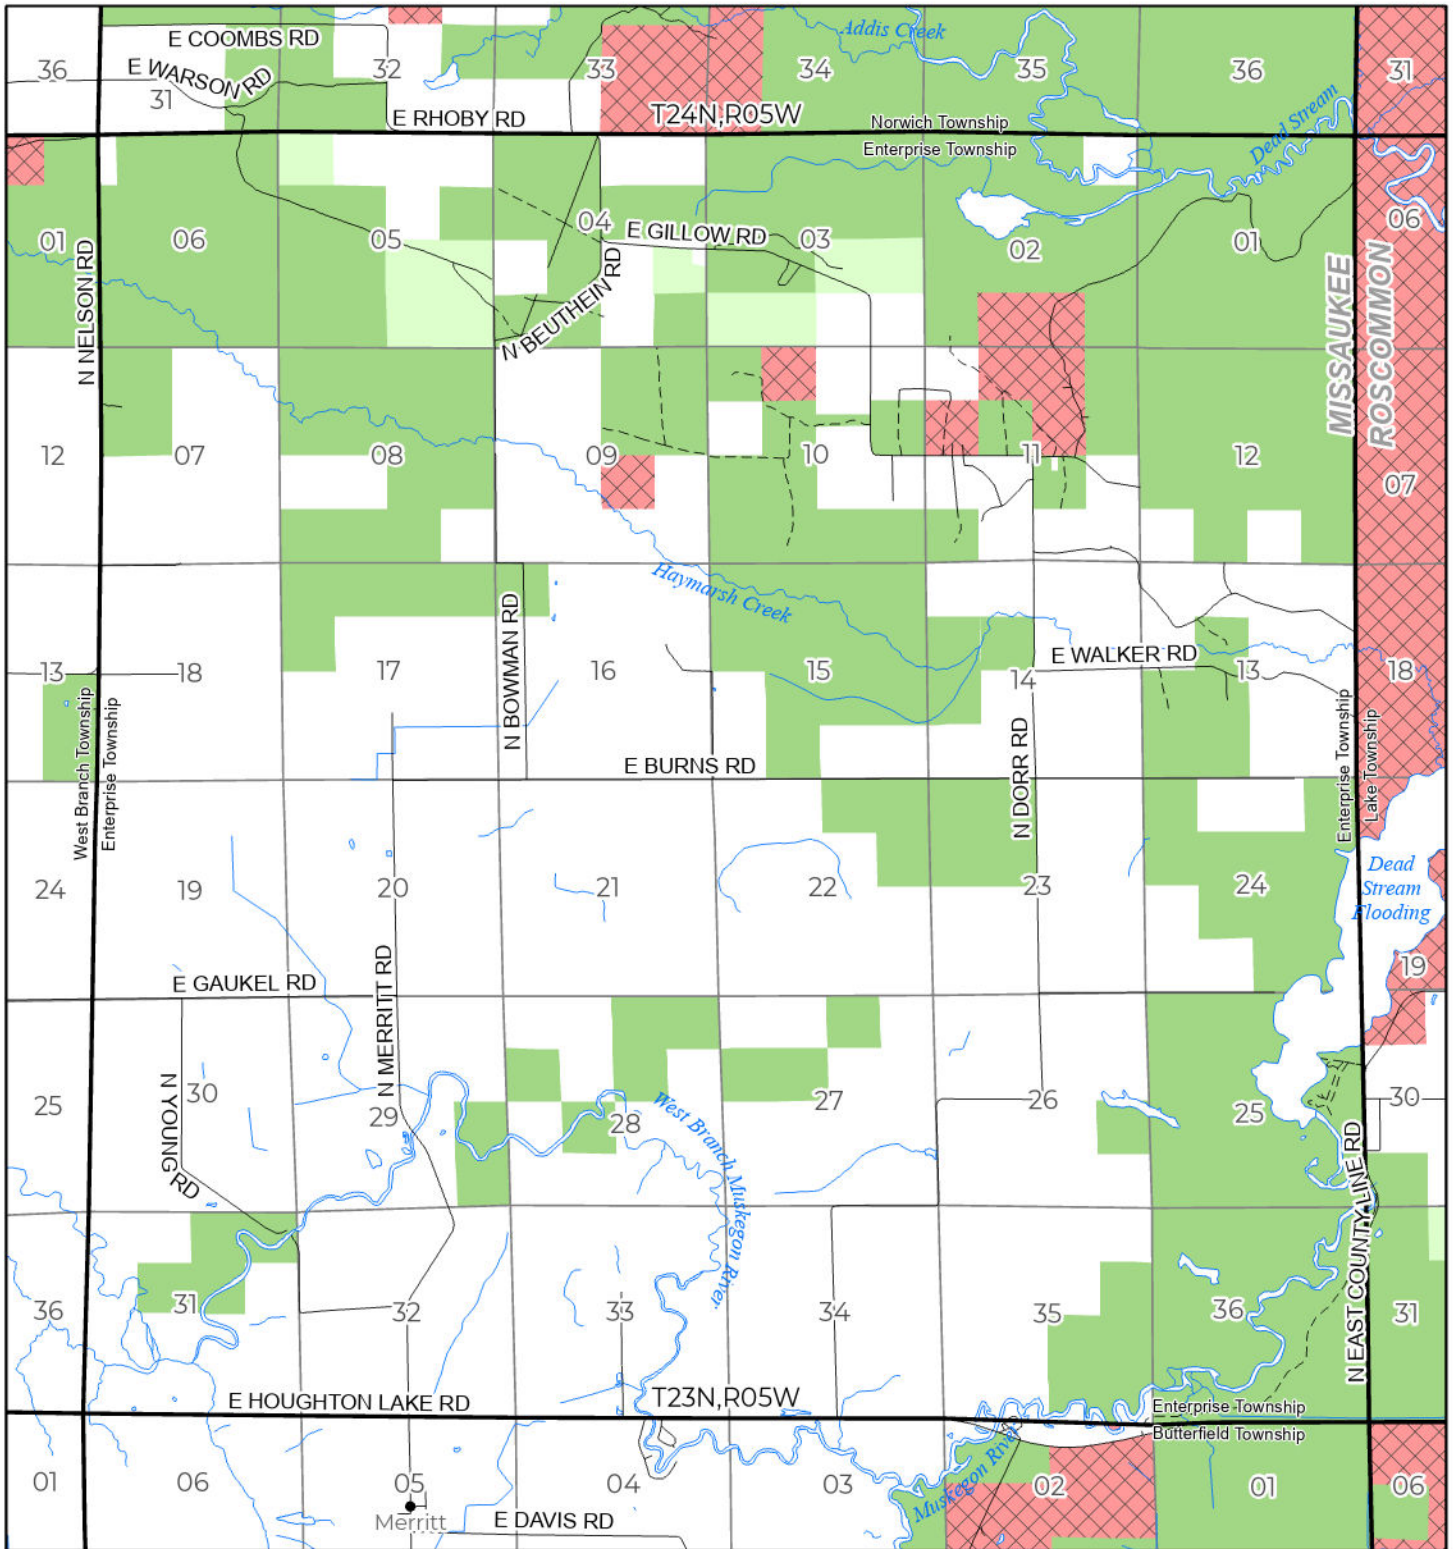 Addis Creek
E COOMBS RD
36
E WARSON RD
31
32
33
34
35
36
31
E RHOBY RD
T24N,R05W
Norwich Township
Enterprise Township
Dead Stream
01
06
05
04
E GILLOW RD
03
02
01
06
N NELSON RD
N BEUTHEIN RD
MISSAUKEE
ROSCOMMON
12
07
08
09
10
11
12
07
Haymarsh Creek
N BOWMAN RD
E WALKER RD
13
18
17
16
15
14
13
18
West Branch Township
Enterprise Township
E BURNS RD
N DORR RD
Enterprise Township
Lake Township
24
19
20
21
22
23
24
Dead
Stream
Flooding
19
E GAUKEL RD
N MERRITT RD
N YOUNG RD
25
30
29
28
West Branch Muskegon River
27
26
25
30
N EAST COUNTY LINE RD
36
31
32
33
34
35
36
31
E HOUGHTON LAKE RD
T23N,R05W
Enterprise Township
Butterfield Township
01
06
05
04
03
Muskegon River
02
01
06
Merritt
E DAVIS RD